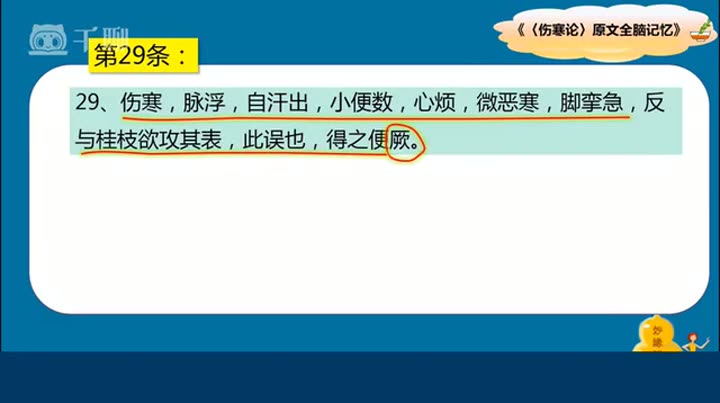 千聊
《〈伤寒论〉原文全脑记忆》
第29条：
29、伤寒，脉浮，自汗出，小便数，心烦，微恶寒，脚挛急，反
与桂枝欲攻其表，此误也，得之便厥。